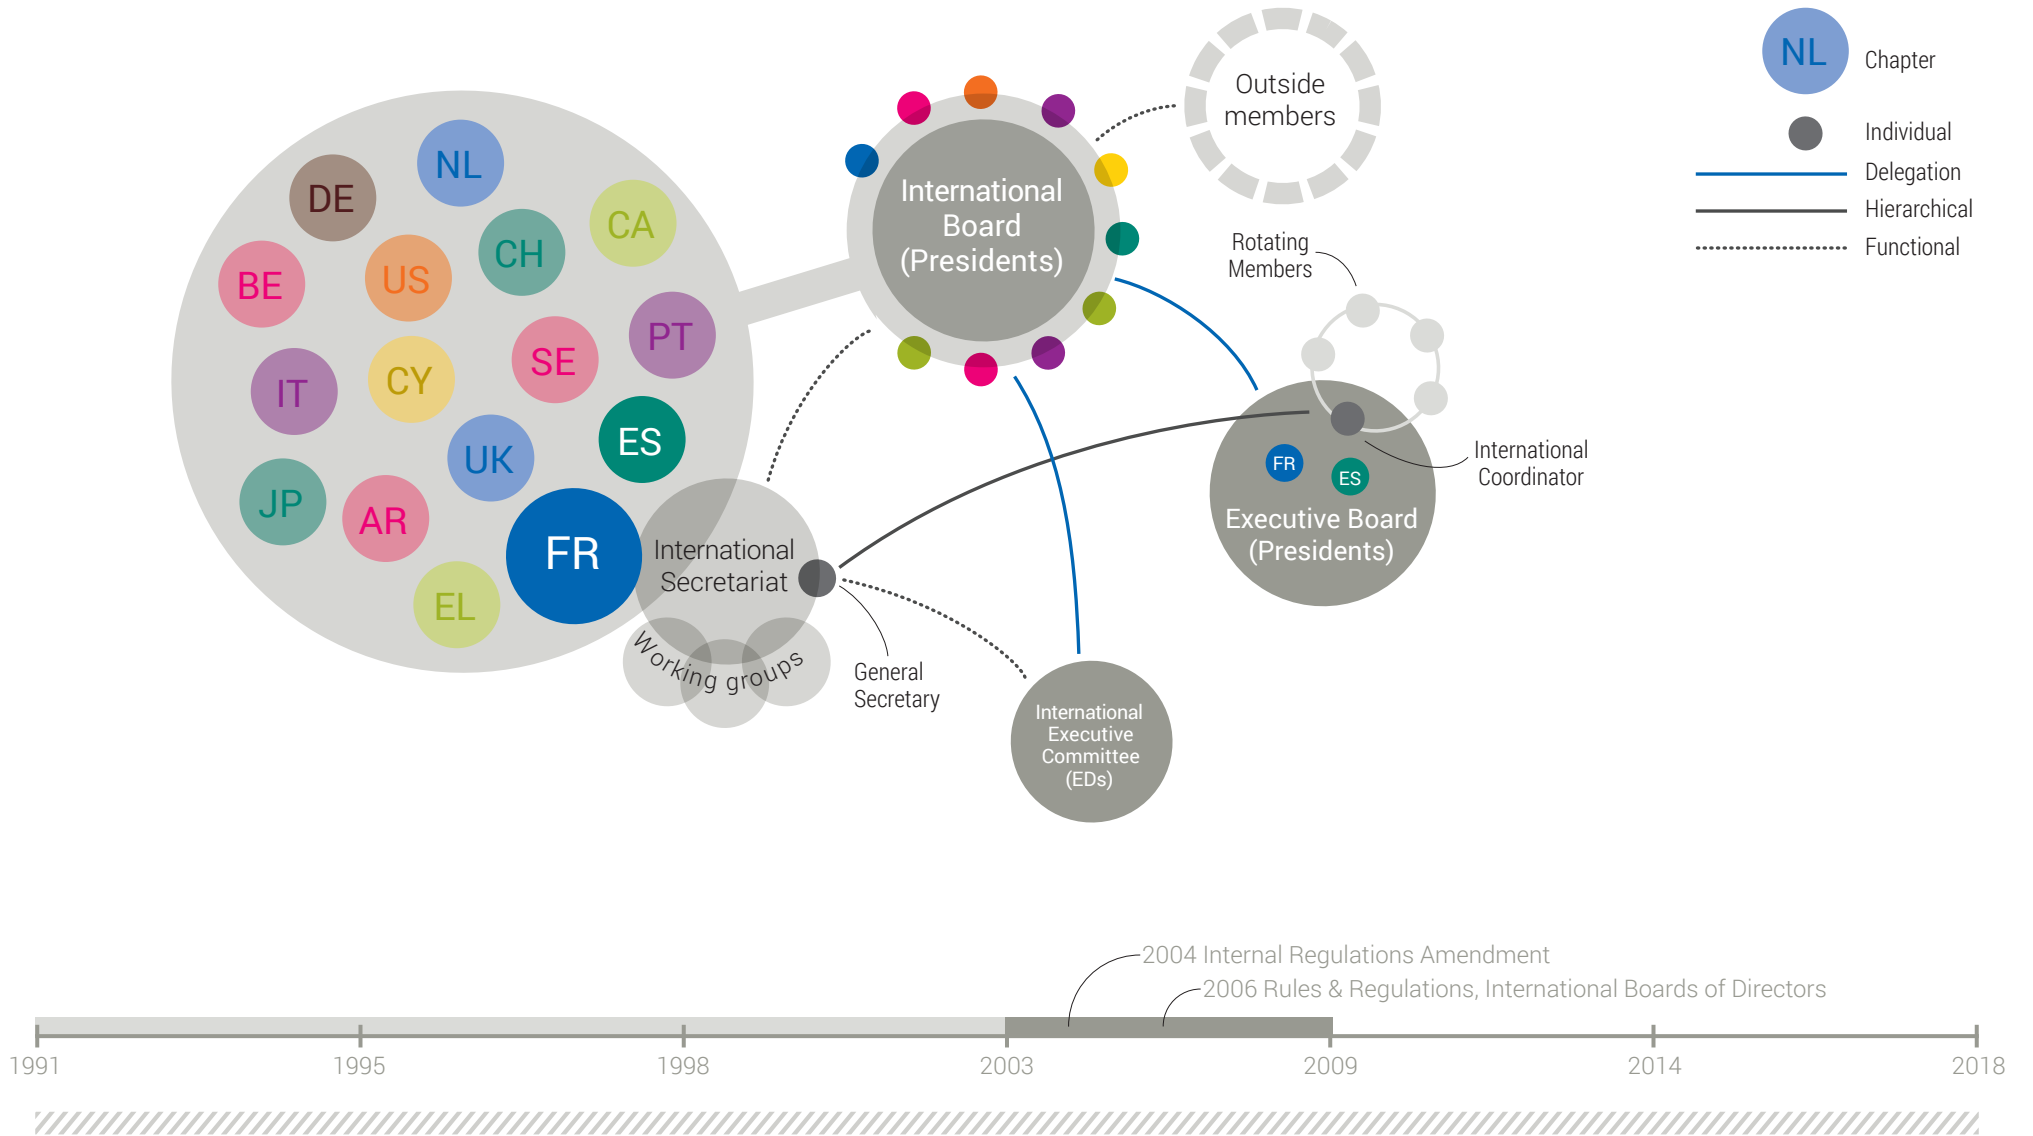 NL
Chapter
Individual
Delegation
Hierarchical
Functional
Outside
members
International
Board
(Presidents)
NL
DE
CA
CH
BE
US
PT
SE
IT
CY
ES
UK
JP
AR
FR
EL
International
Secretariat
Working groups
General
Secretary
Rotating
Members
International
Coordinator
FR
ES
Executive Board
(Presidents)
International
Executive
Committee
(EDs)
2004 Internal Regulations Amendment
2006 Rules & Regulations, International Boards of Directors
1991
1995
1998
2003
2009
2014
2018